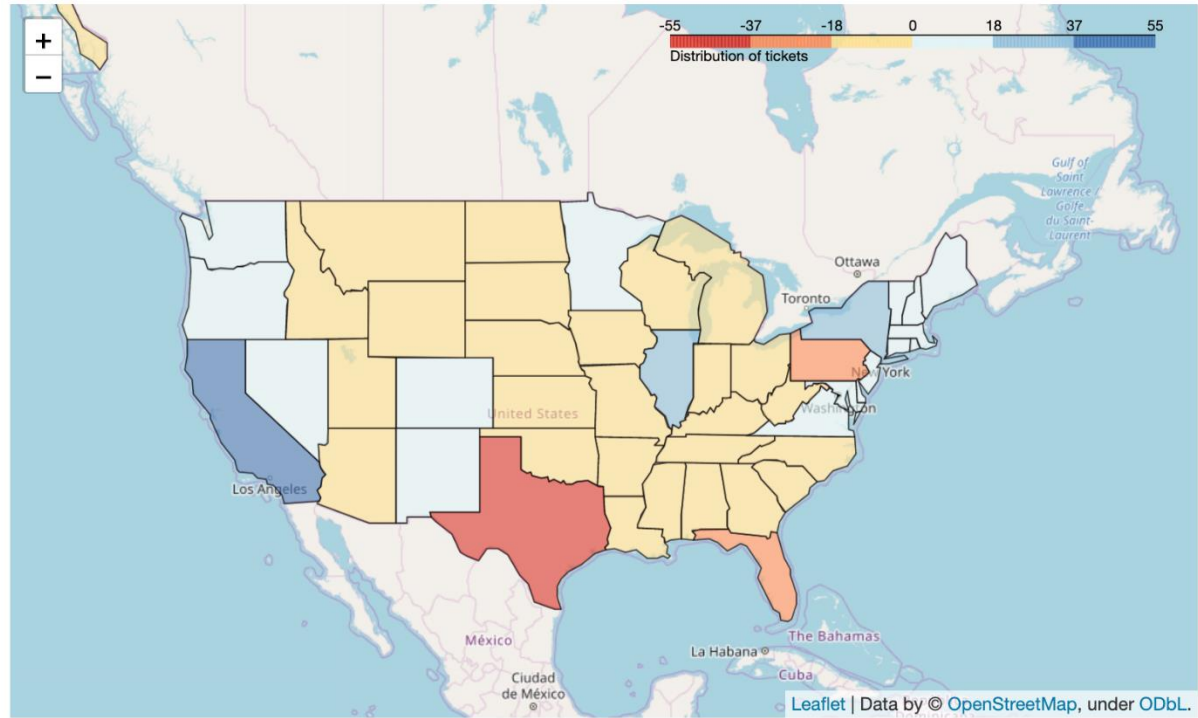 +
−
-55 -37 -18 0 18 37 55
Distribution of tickets
Gulf of
Saint
Lawrence /
Golfe
du Saint-
Laurent
Ottawa
Toronto
New York
Washington
United States
Los Angeles
México
Ciudad
de México
La Habana
The Bahamas
Cuba
Leaflet | Data by © OpenStreetMap, under ODbL.